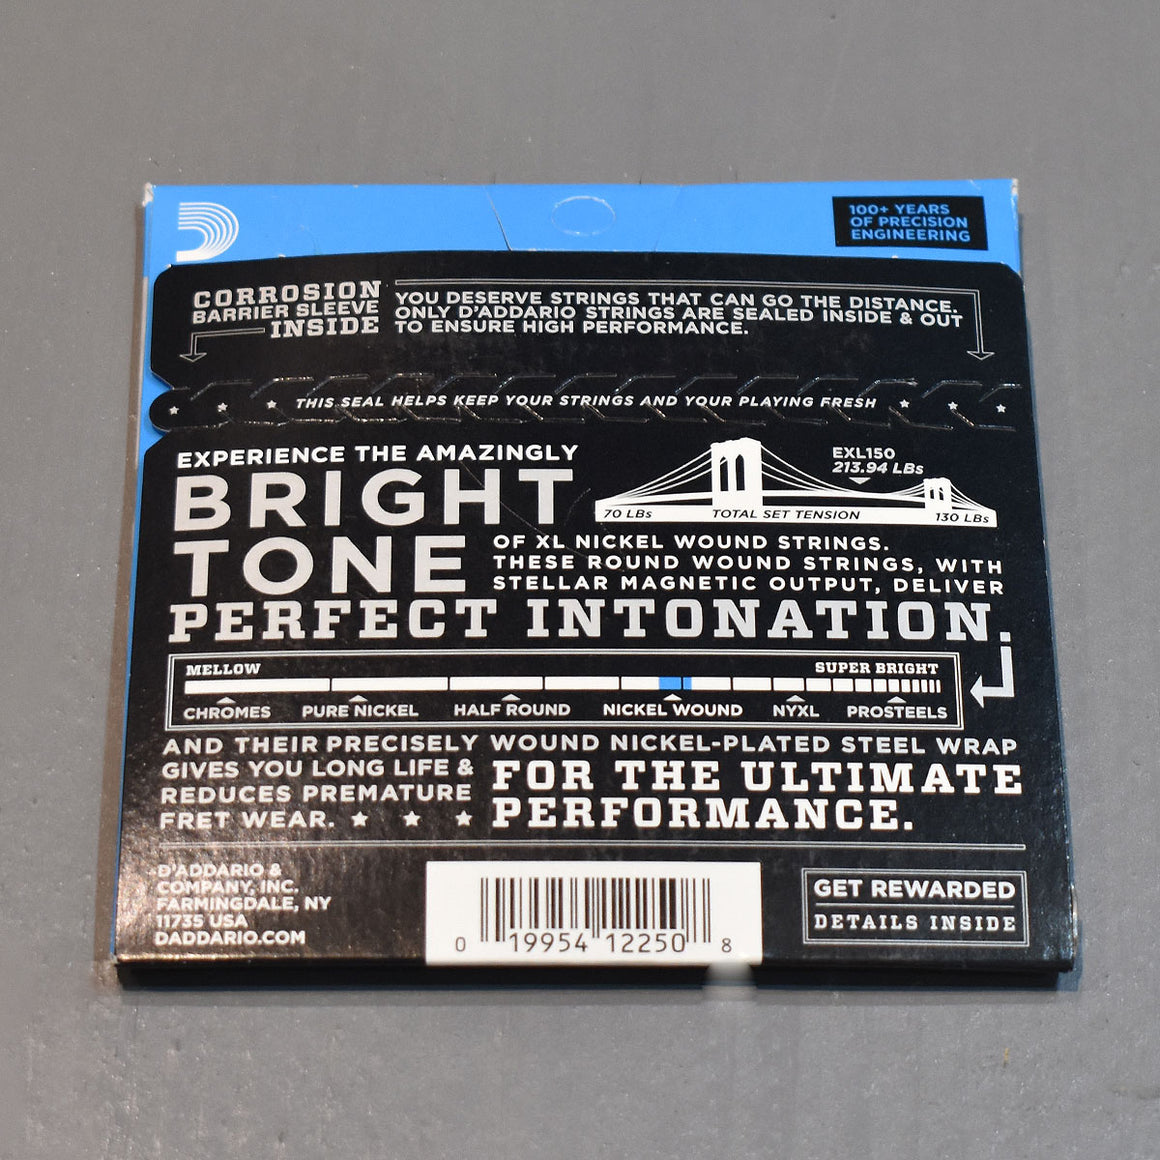 100+ YEARS
OF PRECISION
ENGINEERING
CORROSION
BARRIER SLEEVE
INSIDE
YOU DESERVE STRINGS THAT CAN GO THE DISTANCE.
ONLY D'ADDARIO STRINGS ARE SEALED INSIDE & OUT
TO ENSURE HIGH PERFORMANCE.
THIS SEAL HELPS KEEP YOUR STRINGS AND YOUR PLAYING FRESH
EXPERIENCE THE AMAZINGLY
BRIGHT
TONE
EXL150
213.94 LBs
70 LBs TOTAL SET TENSION 130 LBs
OF XL NICKEL WOUND STRINGS.
THESE ROUND WOUND STRINGS, WITH
STELLAR MAGNETIC OUTPUT, DELIVER
PERFECT INTONATION.
MELLOW SUPER BRIGHT
CHROMES PURE NICKEL HALF ROUND NICKEL WOUND NYXL PROSTEELS
AND THEIR PRECISELY WOUND NICKEL-PLATED STEEL WRAP
GIVES YOU LONG LIFE &
REDUCES PREMATURE
FRET WEAR.
FOR THE ULTIMATE
PERFORMANCE.
D'ADDARIO &
COMPANY, INC.
FARMINGDALE, NY
11735 USA
DADDARIO.COM
0 19954 12250 8
GET REWARDED
DETAILS INSIDE